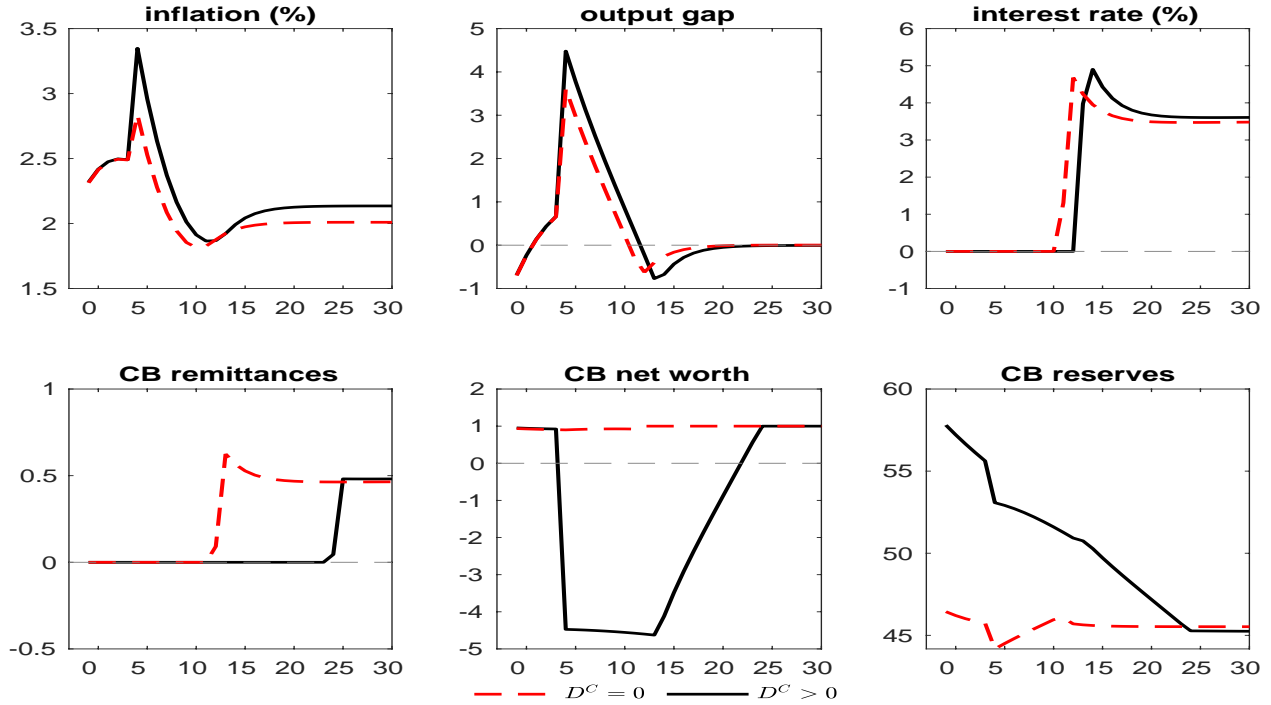 inflation (%)
output gap
interest rate (%)
3.5
3
2.5
2
1.5
0 5 10 15 20 25 30
5
4
3
2
1
0
-1
0 5 10 15 20 25 30
6
5
4
3
2
1
0
-1
0 5 10 15 20 25 30
CB remittances
CB net worth
CB reserves
1
0.5
0
-0.5
0 5 10 15 20 25 30
2
1
0
-1
-2
-3
-4
-5
0 5 10 15 20 25 30
60
55
50
45
0 5 10 15 20 25 30
D^C = 0 D^C > 0